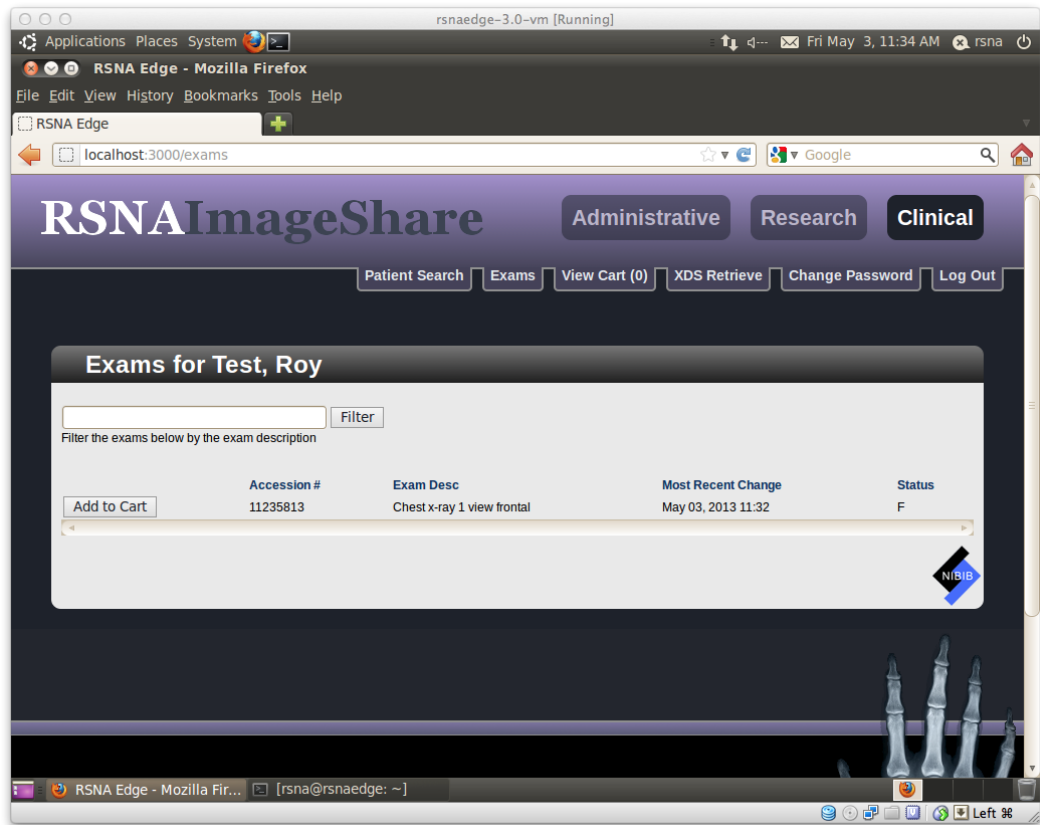 rsnaedge-3.0-vm [Running]
Applications Places System Fri May 3, 11:34 AM rsna
RSNA Edge - Mozilla Firefox
File Edit View History Bookmarks Tools Help
RSNA Edge
localhost:3000/exams Google
RSNAImageShare Administrative Research Clinical
Patient Search Exams View Cart (0) XDS Retrieve Change Password Log Out
Exams for Test, Roy
Filter
Filter the exams below by the exam description
Accession # Exam Desc Most Recent Change Status
Add to Cart 11235813 Chest x-ray 1 view frontal May 03, 2013 11:32 F
NIBIB
RSNA Edge - Mozilla Fir... [rsna@rsnaedge: ~]
Left ⌘